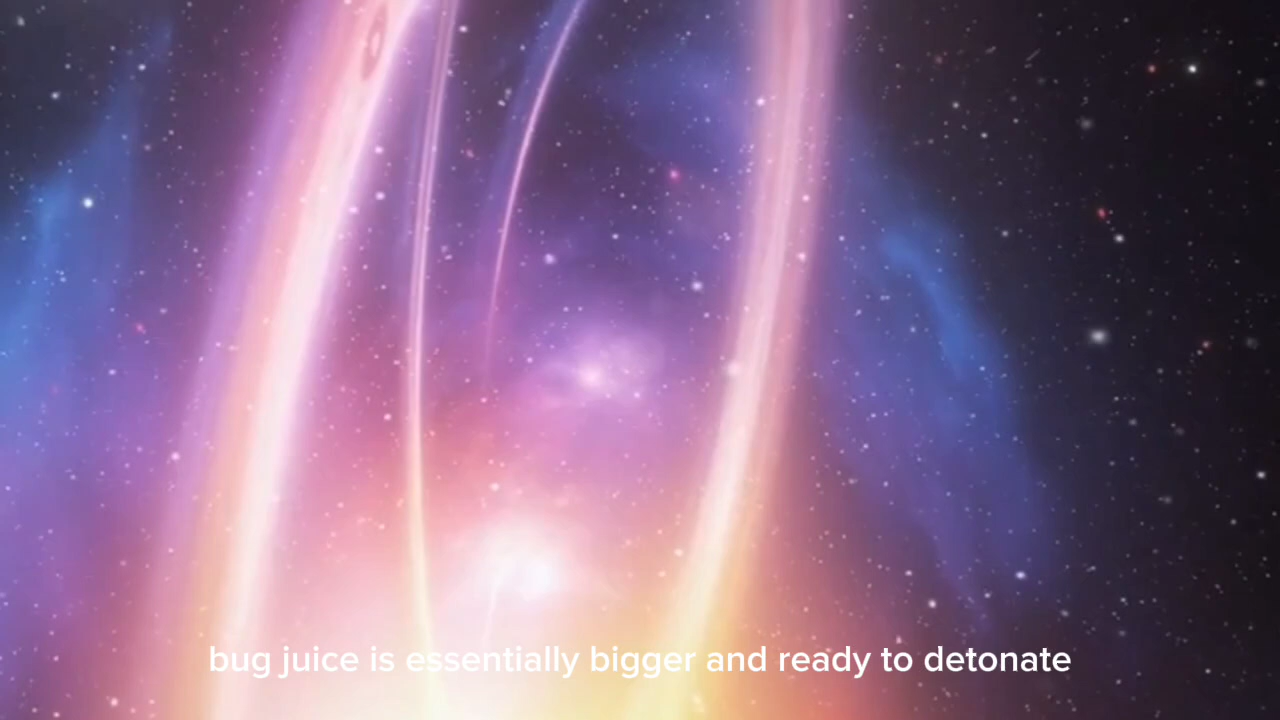 bug juice is essentially bigger and ready to detonate